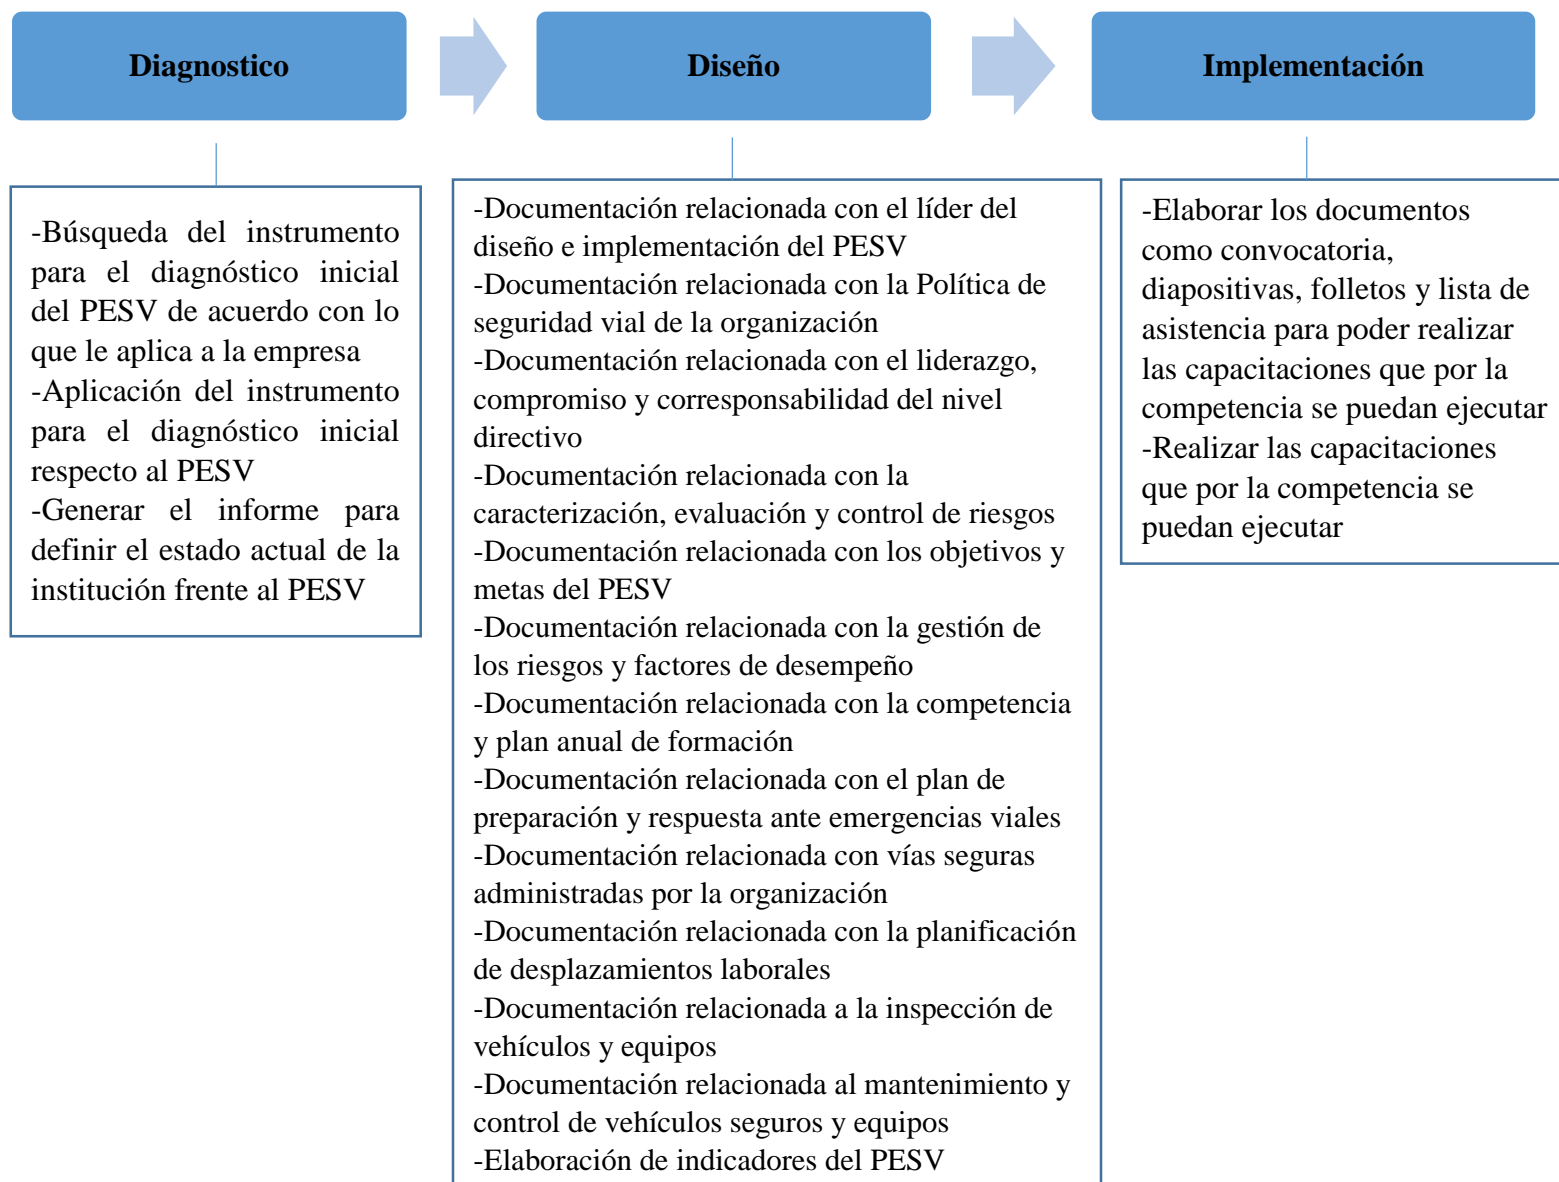 Diagnostico
Diseño
Implementación
-Búsqueda del instrumento
para el diagnóstico inicial
del PESV de acuerdo con lo
que le aplica a la empresa
-Aplicación del instrumento
para el diagnóstico inicial
respecto al PESV
-Generar el informe para
definir el estado actual de la
institución frente al PESV
-Documentación relacionada con el líder del
diseño e implementación del PESV
-Documentación relacionada con la Política de
seguridad vial de la organización
-Documentación relacionada con el liderazgo,
compromiso y corresponsabilidad del nivel
directivo
-Documentación relacionada con la
caracterización, evaluación y control de riesgos
-Documentación relacionada con los objetivos y
metas del PESV
-Documentación relacionada con la gestión de
los riesgos y factores de desempeño
-Documentación relacionada con la competencia
y plan anual de formación
-Documentación relacionada con el plan de
preparación y respuesta ante emergencias viales
-Documentación relacionada con vías seguras
administradas por la organización
-Documentación relacionada con la planificación
de desplazamientos laborales
-Documentación relacionada a la inspección de
vehículos y equipos
-Documentación relacionada al mantenimiento y
control de vehículos seguros y equipos
-Elaboración de indicadores del PESV
-Elaborar los documentos
como convocatoria,
diapositivas, folletos y lista de
asistencia para poder realizar
las capacitaciones que por la
competencia se puedan ejecutar
-Realizar las capacitaciones
que por la competencia se
puedan ejecutar